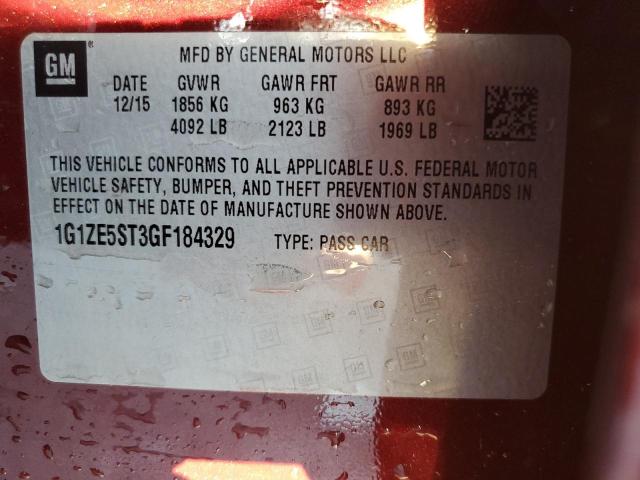 GM ®
MFD BY GENERAL MOTORS LLC
DATE GVWR GAWR FRT GAWR RR
12/15 1856 KG 963 KG 893 KG
4092 LB 2123 LB 1969 LB
THIS VEHICLE CONFORMS TO ALL APPLICABLE U.S. FEDERAL MOTOR
VEHICLE SAFETY, BUMPER, AND THEFT PREVENTION STANDARDS IN
EFFECT ON THE DATE OF MANUFACTURE SHOWN ABOVE.
1G1ZE5ST3GF184329 TYPE: PASS CAR